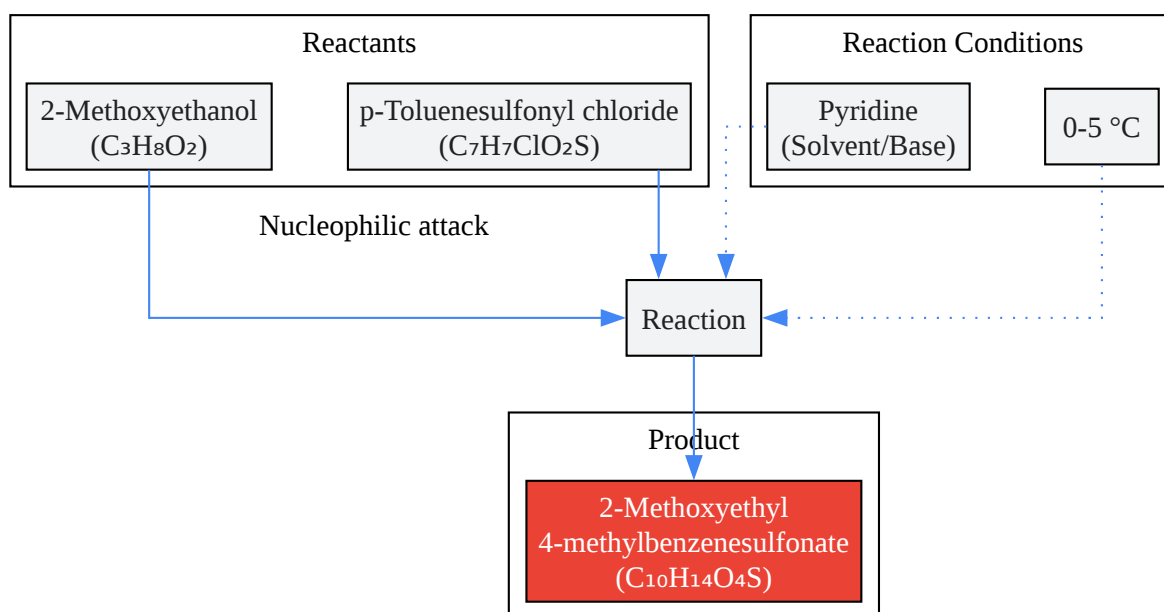 Reactants
2-Methoxyethanol
(C₃H₈O₂)
p-Toluenesulfonyl chloride
(C₇H₇ClO₂S)
Reaction Conditions
Pyridine
(Solvent/Base)
0-5 °C
Nucleophilic attack
Reaction
Product
2-Methoxyethyl
4-methylbenzenesulfonate
(C₁₀H₁₄O₄S)